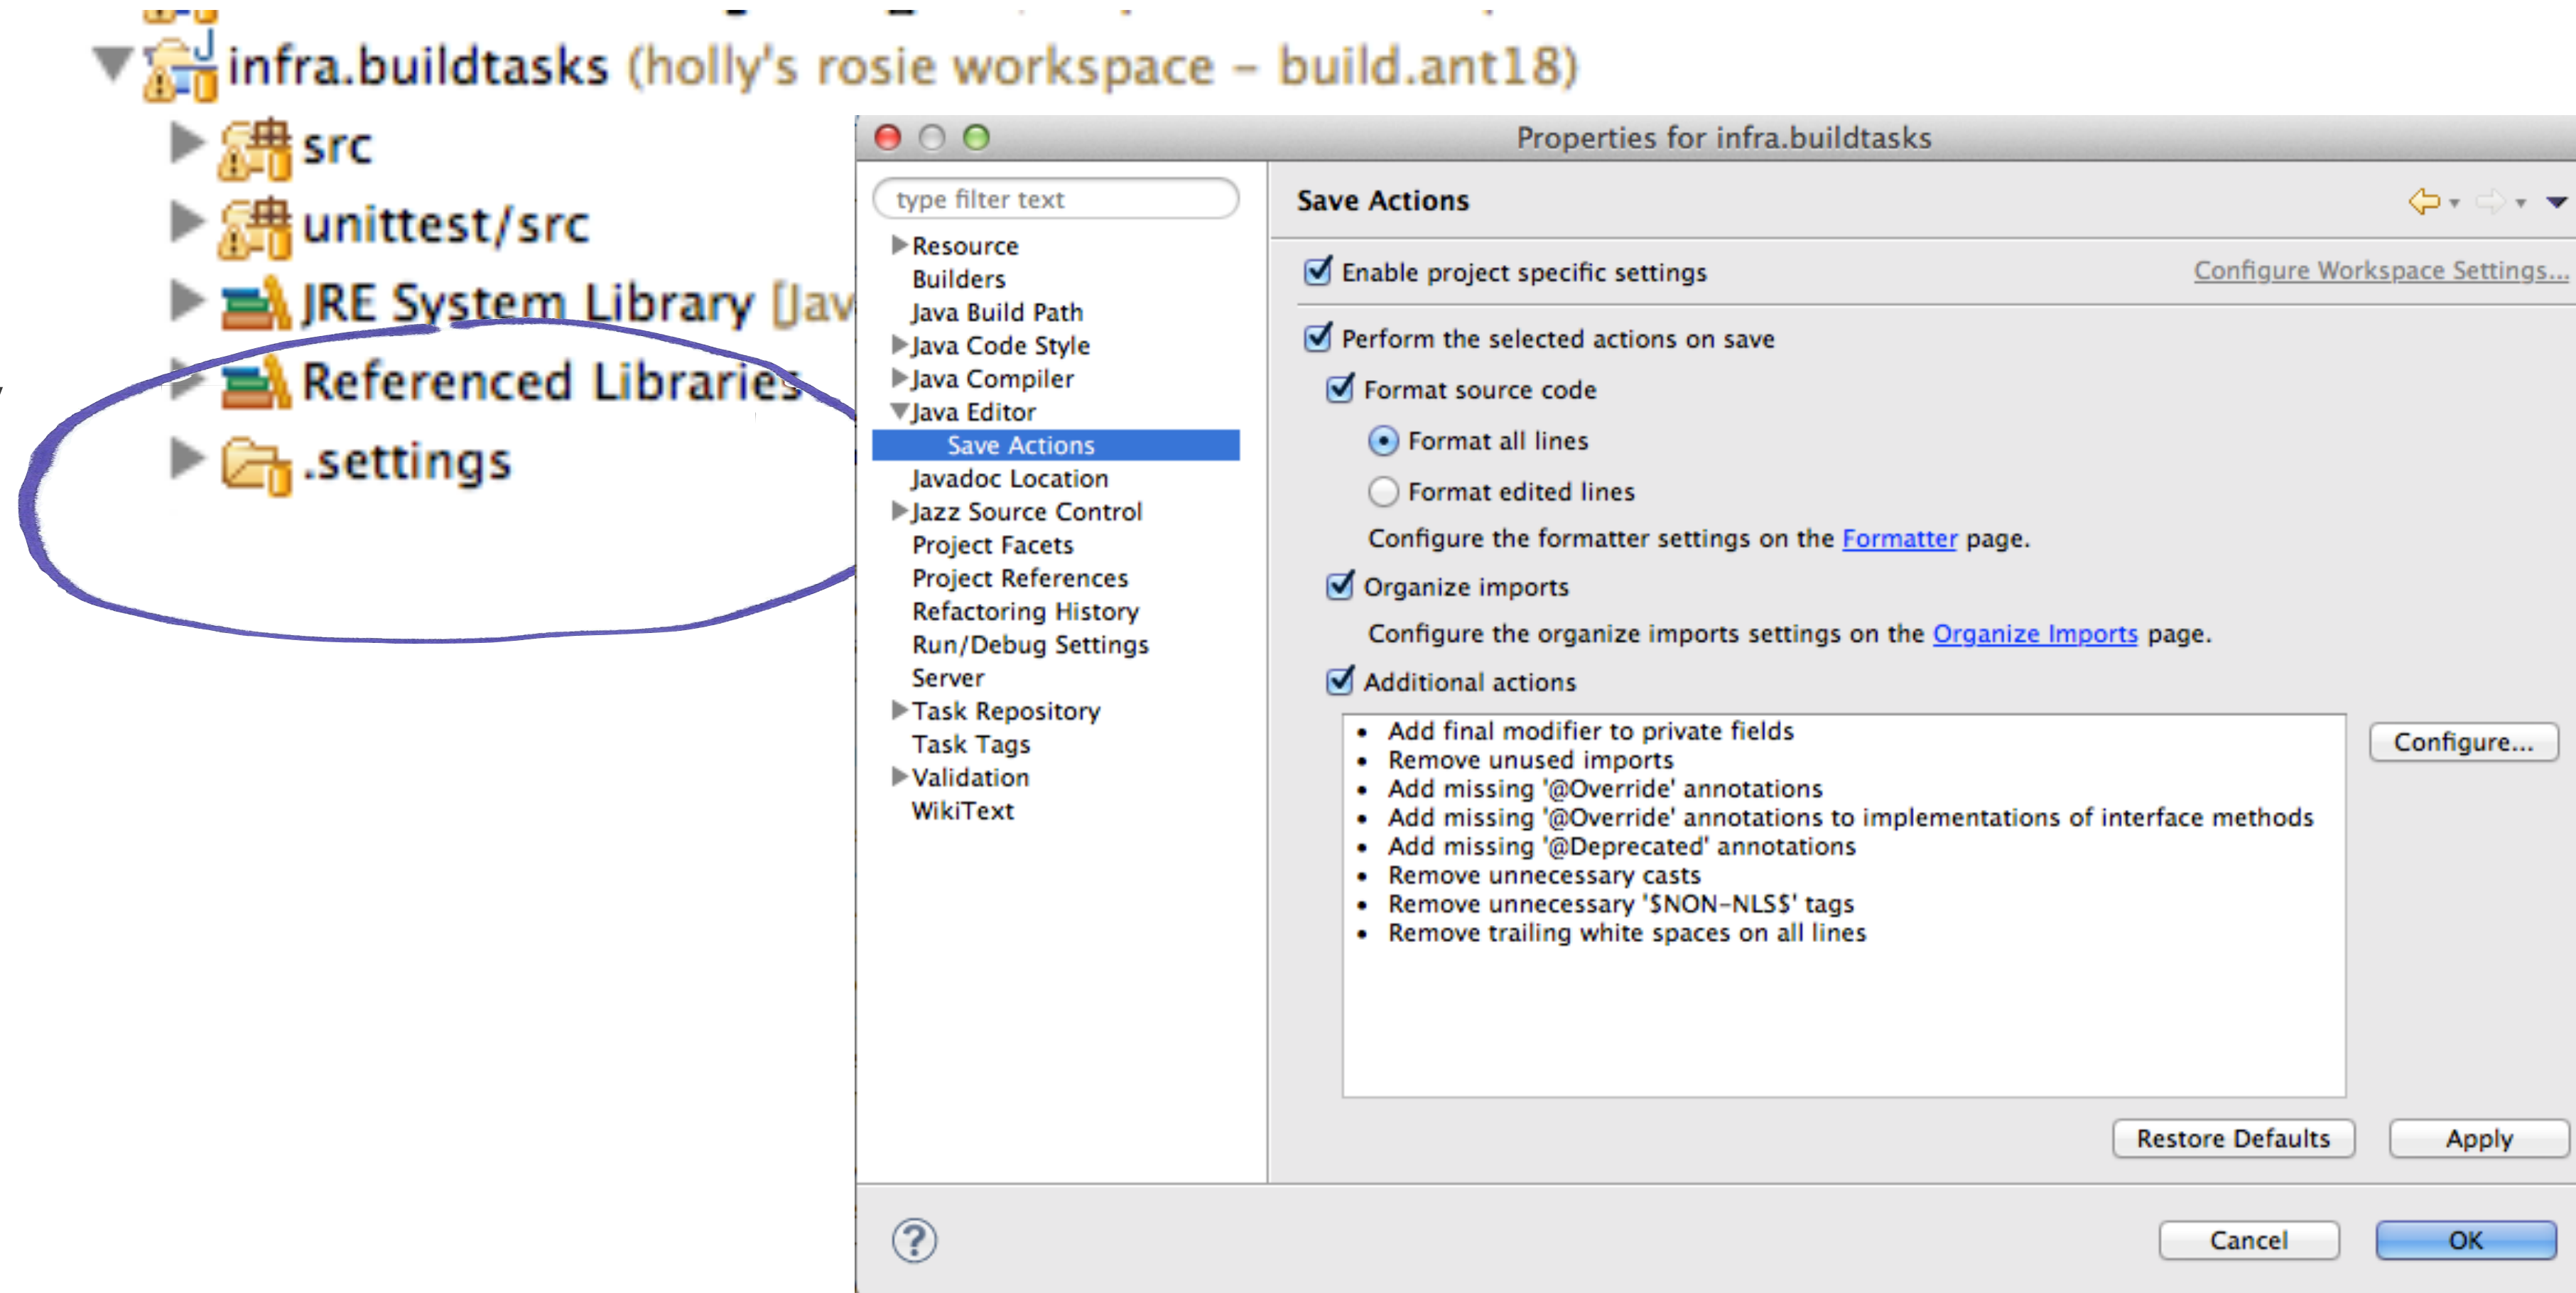 infra.buildtasks (holly's rosie workspace – build.ant18)
src
unittest/src
JRE System Library [Jav
Referenced Libraries
.settings
Properties for infra.buildtasks
type filter text
Resource
Builders
Java Build Path
Java Code Style
Java Compiler
Java Editor
Save Actions
Javadoc Location
Jazz Source Control
Project Facets
Project References
Refactoring History
Run/Debug Settings
Server
Task Repository
Task Tags
Validation
WikiText
Save Actions
Enable project specific settings
Configure Workspace Settings...
Perform the selected actions on save
Format source code
Format all lines
Format edited lines
Configure the formatter settings on the Formatter page.
Organize imports
Configure the organize imports settings on the Organize Imports page.
Additional actions
• Add final modifier to private fields
• Remove unused imports
• Add missing '@Override' annotations
• Add missing '@Override' annotations to implementations of interface methods
• Add missing '@Deprecated' annotations
• Remove unnecessary casts
• Remove unnecessary '$NON-NLS$' tags
• Remove trailing white spaces on all lines
Configure...
Restore Defaults
Apply
?
Cancel
OK